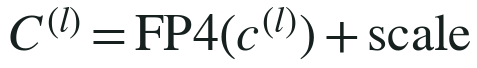 C^{(l)} = FP4(c^{(l)}) + scale